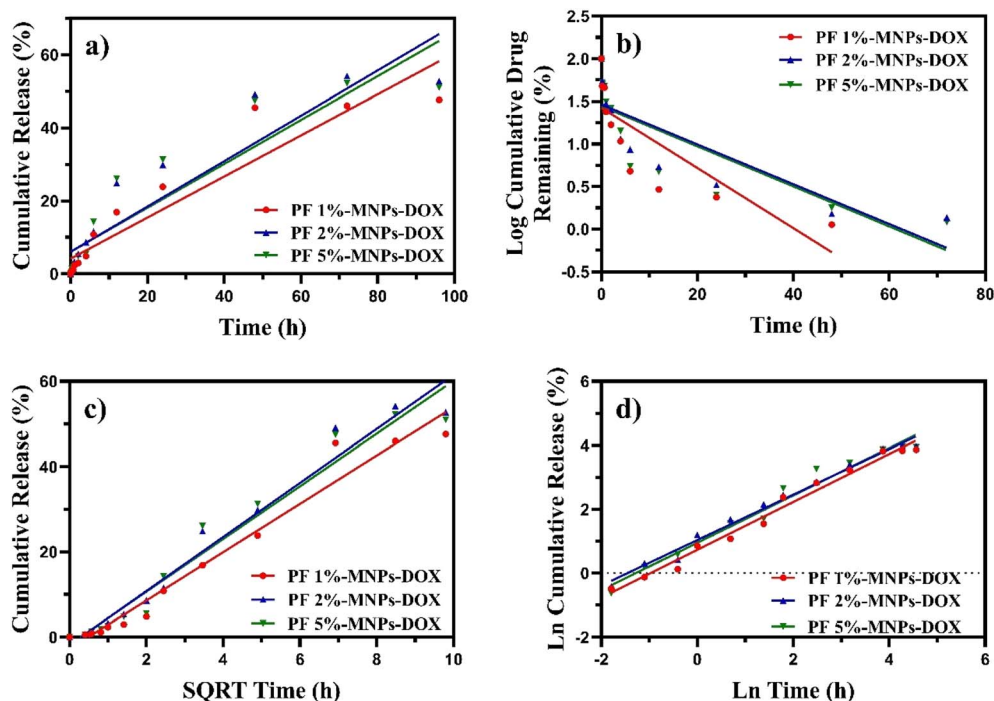 a)
Cumulative Release (%)
60
40
20
0
PF 1%-MNPs-DOX
PF 2%-MNPs-DOX
PF 5%-MNPs-DOX
0 20 40 60 80 100
Time (h)
b)
Log Cumulative Drug
Remaining (%)
2.0
1.5
1.0
0.5
0.0
-0.5
PF 1%-MNPs-DOX
PF 2%-MNPs-DOX
PF 5%-MNPs-DOX
0 20 40 60 80
Time (h)
c)
Cumulative Release (%)
60
40
20
0
PF 1%-MNPs-DOX
PF 2%-MNPs-DOX
PF 5%-MNPs-DOX
0 2 4 6 8 10
SQRT Time (h)
d)
Ln Cumulative Release (%)
6
4
2
0
-2
PF 1%-MNPs-DOX
PF 2%-MNPs-DOX
PF 5%-MNPs-DOX
-2 0 2 4 6
Ln Time (h)